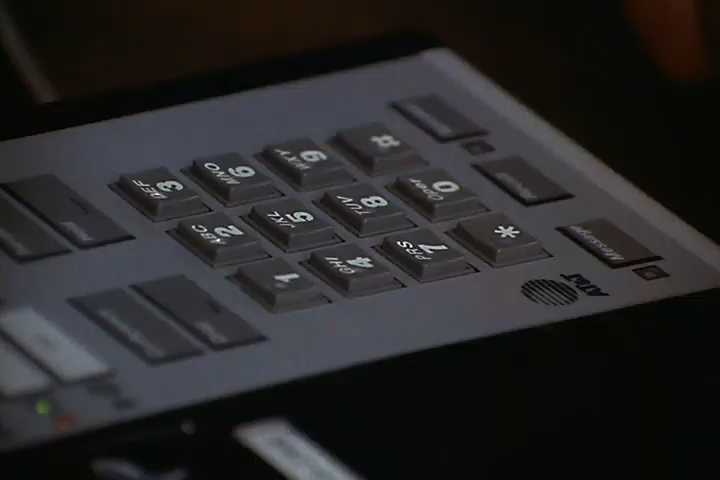 1
ABC 2
DEF 3
GHI 4
JKL 5
MNO 6
PRS 7
TUV 8
WXY 9
*
Oper 0
#
Message
AT&T